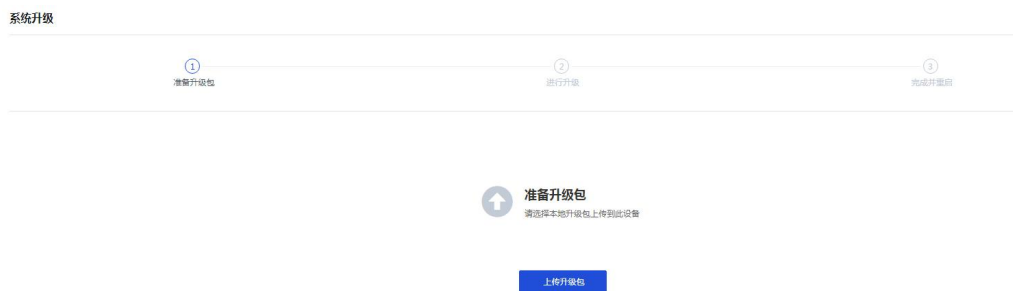 系统升级
1
准备升级包
2
进行升级
3
完成并重启
准备升级包
请选择本地升级包上传到此设备
上传升级包